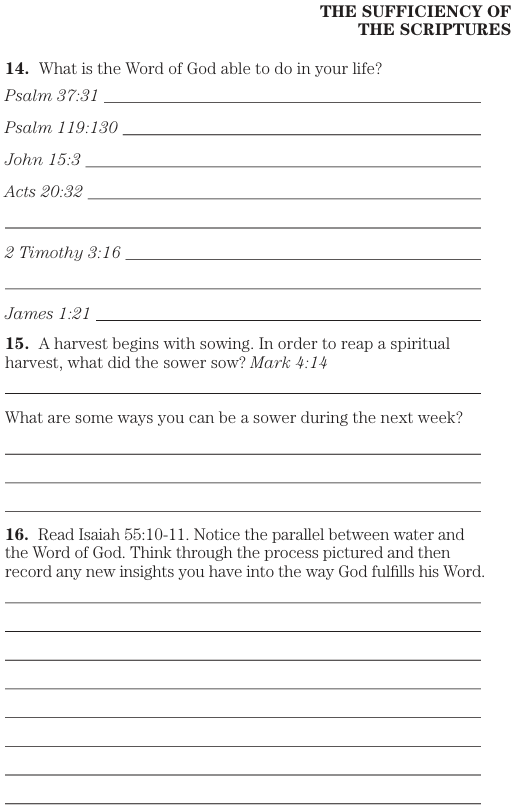 THE SUFFICIENCY OF
THE SCRIPTURES
14. What is the Word of God able to do in your life?
Psalm 37:31
Psalm 119:130
John 15:3
Acts 20:32
2 Timothy 3:16
James 1:21
15. A harvest begins with sowing. In order to reap a spiritual
harvest, what did the sower sow? Mark 4:14
What are some ways you can be a sower during the next week?
16. Read Isaiah 55:10-11. Notice the parallel between water and
the Word of God. Think through the process pictured and then
record any new insights you have into the way God fulfills his Word.